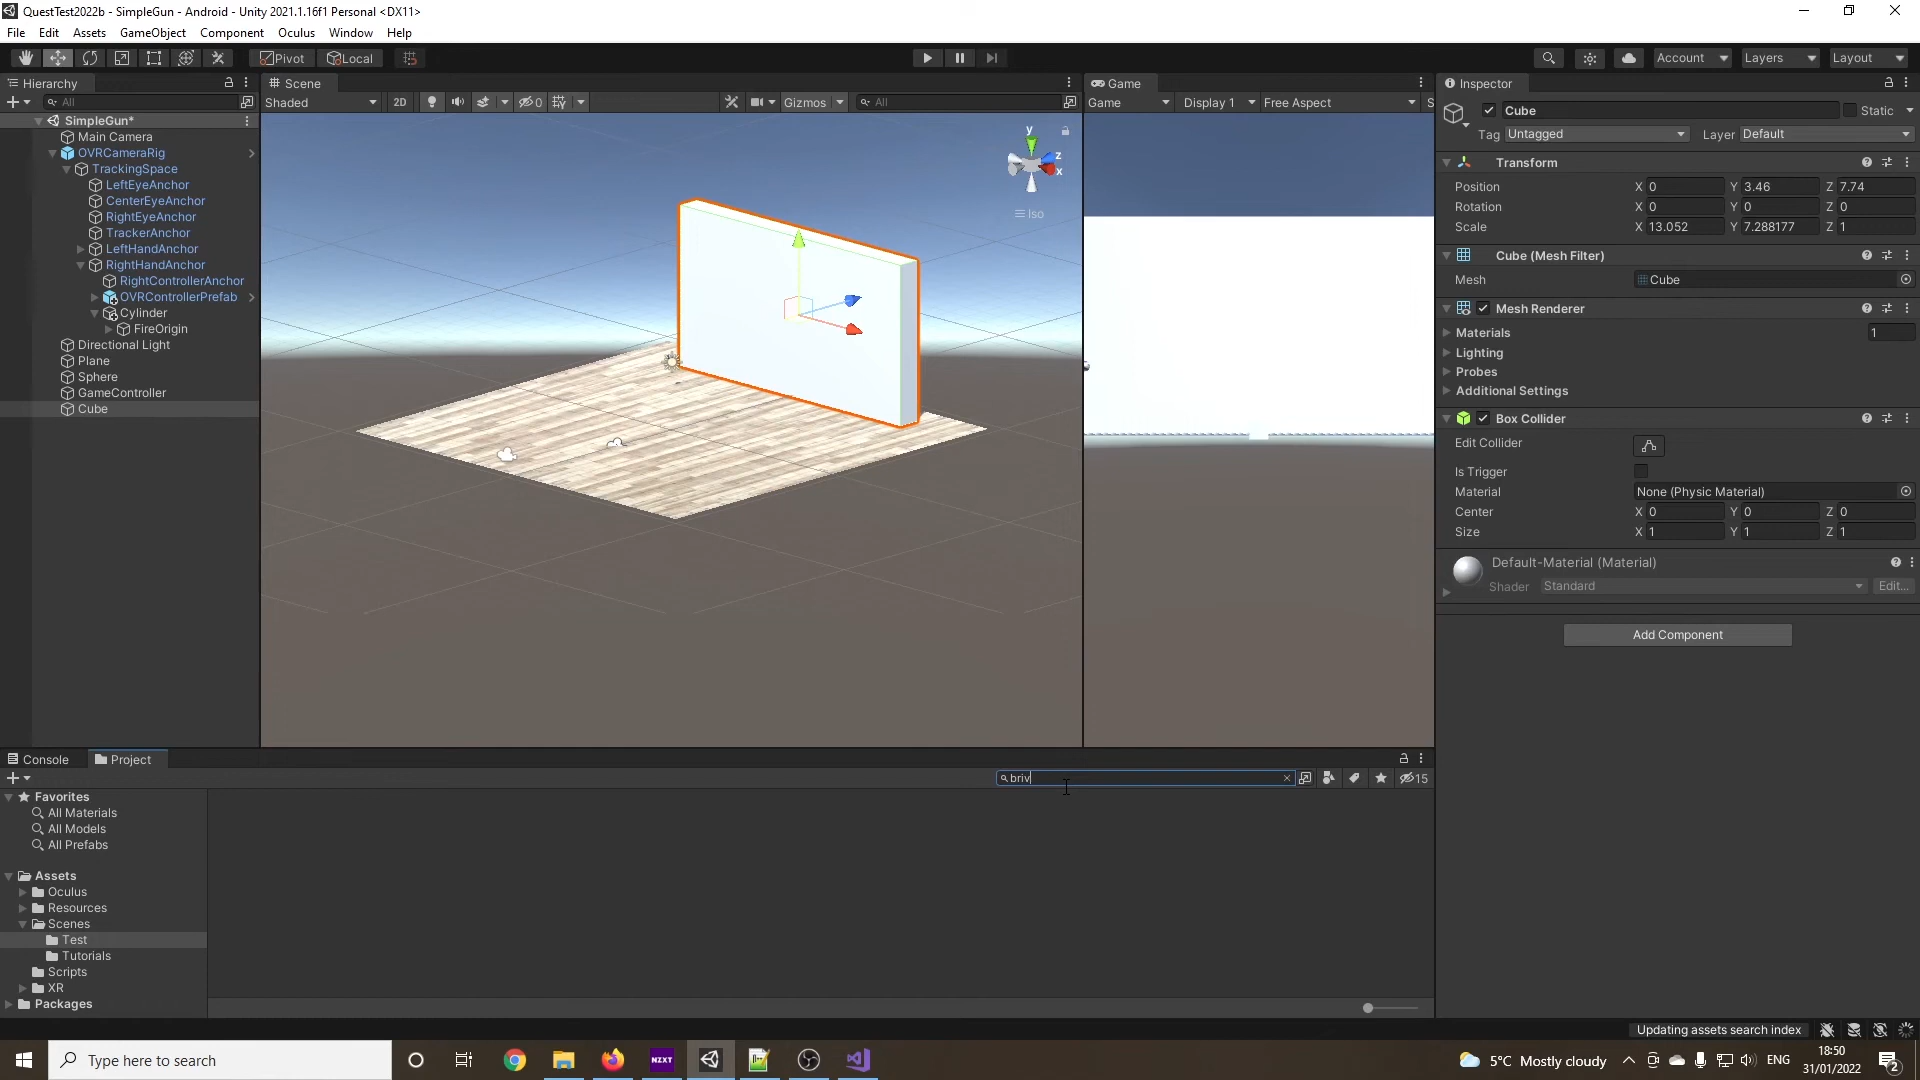 QuestTest2022b - SimpleGun - Android - Unity 2021.1.16f1 Personal <DX11>
File Edit Assets GameObject Component Oculus Window Help
Pivot Local Account Layers Layout
Hierarchy Scene Game Inspector
All Shaded 2D 0 Gizmos All Game Display 1 Free Aspect S
Cube Static
Tag Untagged Layer Default
SimpleGun*
Main Camera
OVRCameraRig
TrackingSpace
LeftEyeAnchor
CenterEyeAnchor
RightEyeAnchor
TrackerAnchor
LeftHandAnchor
RightHandAnchor
RightControllerAnchor
OVRControllerPrefab
Cylinder
FireOrigin
Directional Light
Plane
Sphere
GameController
Cube
y
z
x
Iso
Transform
Position X 0 Y 3.46 Z 7.74
Rotation X 0 Y 0 Z 0
Scale X 13.052 Y 7.288177 Z 1
Cube (Mesh Filter)
Mesh Cube
Mesh Renderer
Materials 1
Lighting
Probes
Additional Settings
Box Collider
Edit Collider
Is Trigger
Material None (Physic Material)
Center X 0 Y 0 Z 0
Size X 1 Y 1 Z 1
Default-Material (Material)
Shader Standard Edit...
Add Component
Console Project
briv 15
Favorites
All Materials
All Models
All Prefabs
Assets
Oculus
Resources
Scenes
Test
Tutorials
Scripts
XR
Packages
Updating assets search index
Type here to search NZXT 5°C Mostly cloudy ENG
18:50
31/01/2022
2